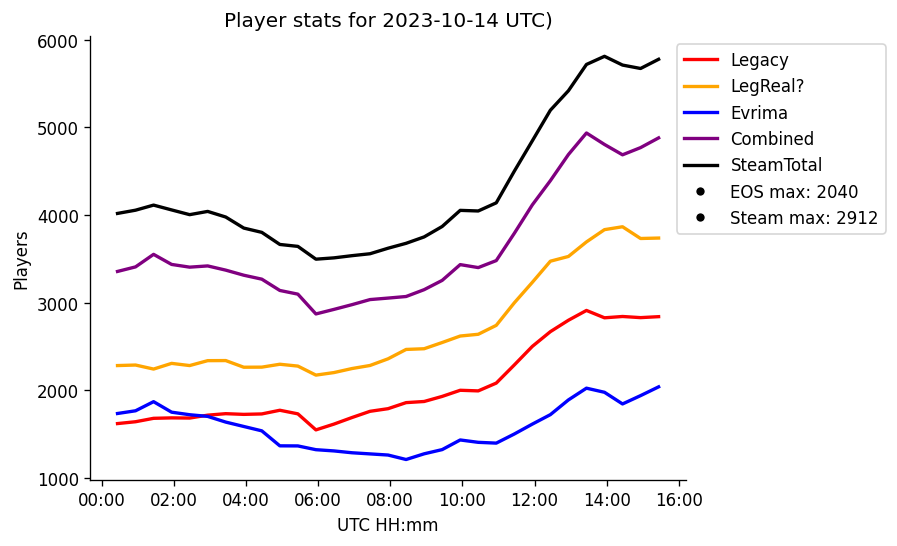 Player stats for 2023-10-14 UTC)
6000
5000
4000
3000
2000
1000
Players
00:00 02:00 04:00 06:00 08:00 10:00 12:00 14:00 16:00
UTC HH:mm
Legacy
LegReal?
Evrima
Combined
SteamTotal
EOS max: 2040
Steam max: 2912